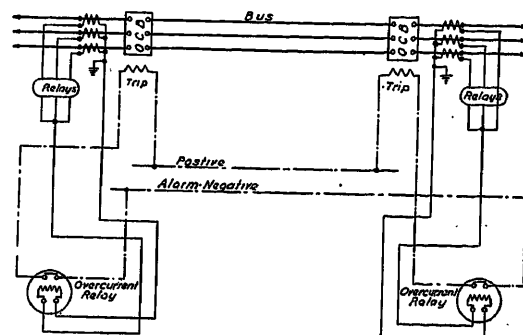 Bus
O C B
O C B
Relays
Relays
Trip
Trip
Postive
Alarm-Negative
Overcurrent
Relay
Overcurrent
Relay